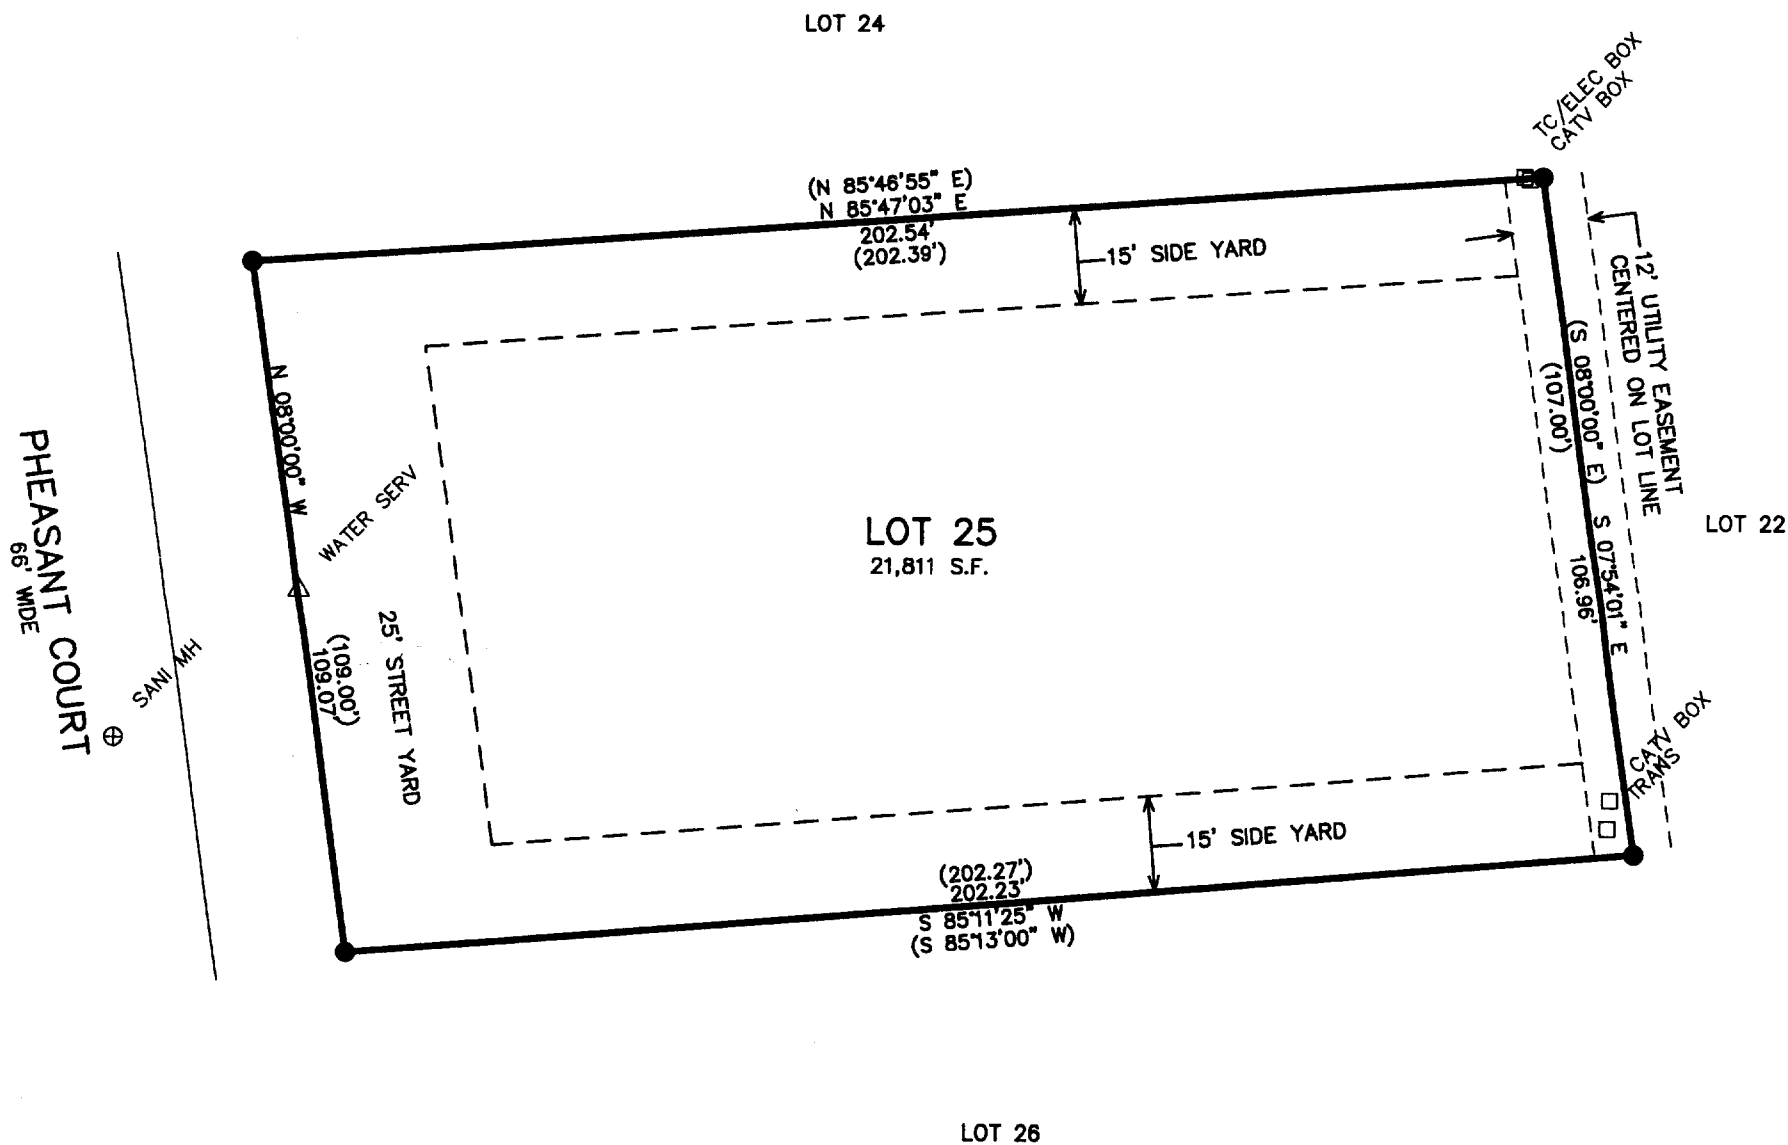 LOT 24
TC/ELEC BOX
CATV BOX
(N 85°46'55" E)
N 85°47'03" E
202.54'
(202.39')
15' SIDE YARD
12' UTILITY EASEMENT
CENTERED ON LOT LINE
(S 08°00'00" E)
(107.00')
S 07°54'01" E
106.96'
LOT 22
N 08°00'00" W
WATER SERV
LOT 25
21,811 S.F.
PHEASANT COURT
66' WIDE
SANI MH
(109.00')
109.07'
25' STREET YARD
CATV BOX
TRANS
15' SIDE YARD
(202.27')
202.23'
S 85°11'25" W
(S 85°13'00" W)
LOT 26